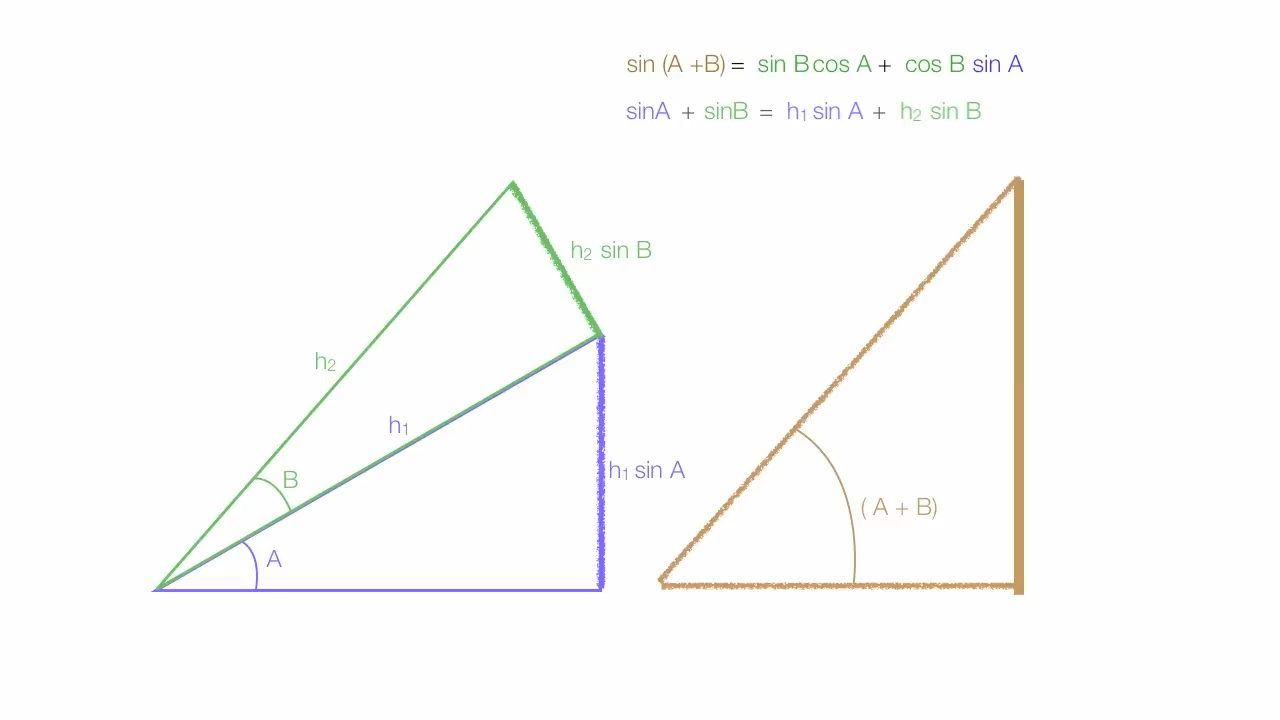 sin (A +B) = sin B cos A + cos B sin A
sinA + sinB = h₁ sin A + h₂ sin B
h₂ sin B
h₂
h₁
h₁ sin A
B
( A + B)
A